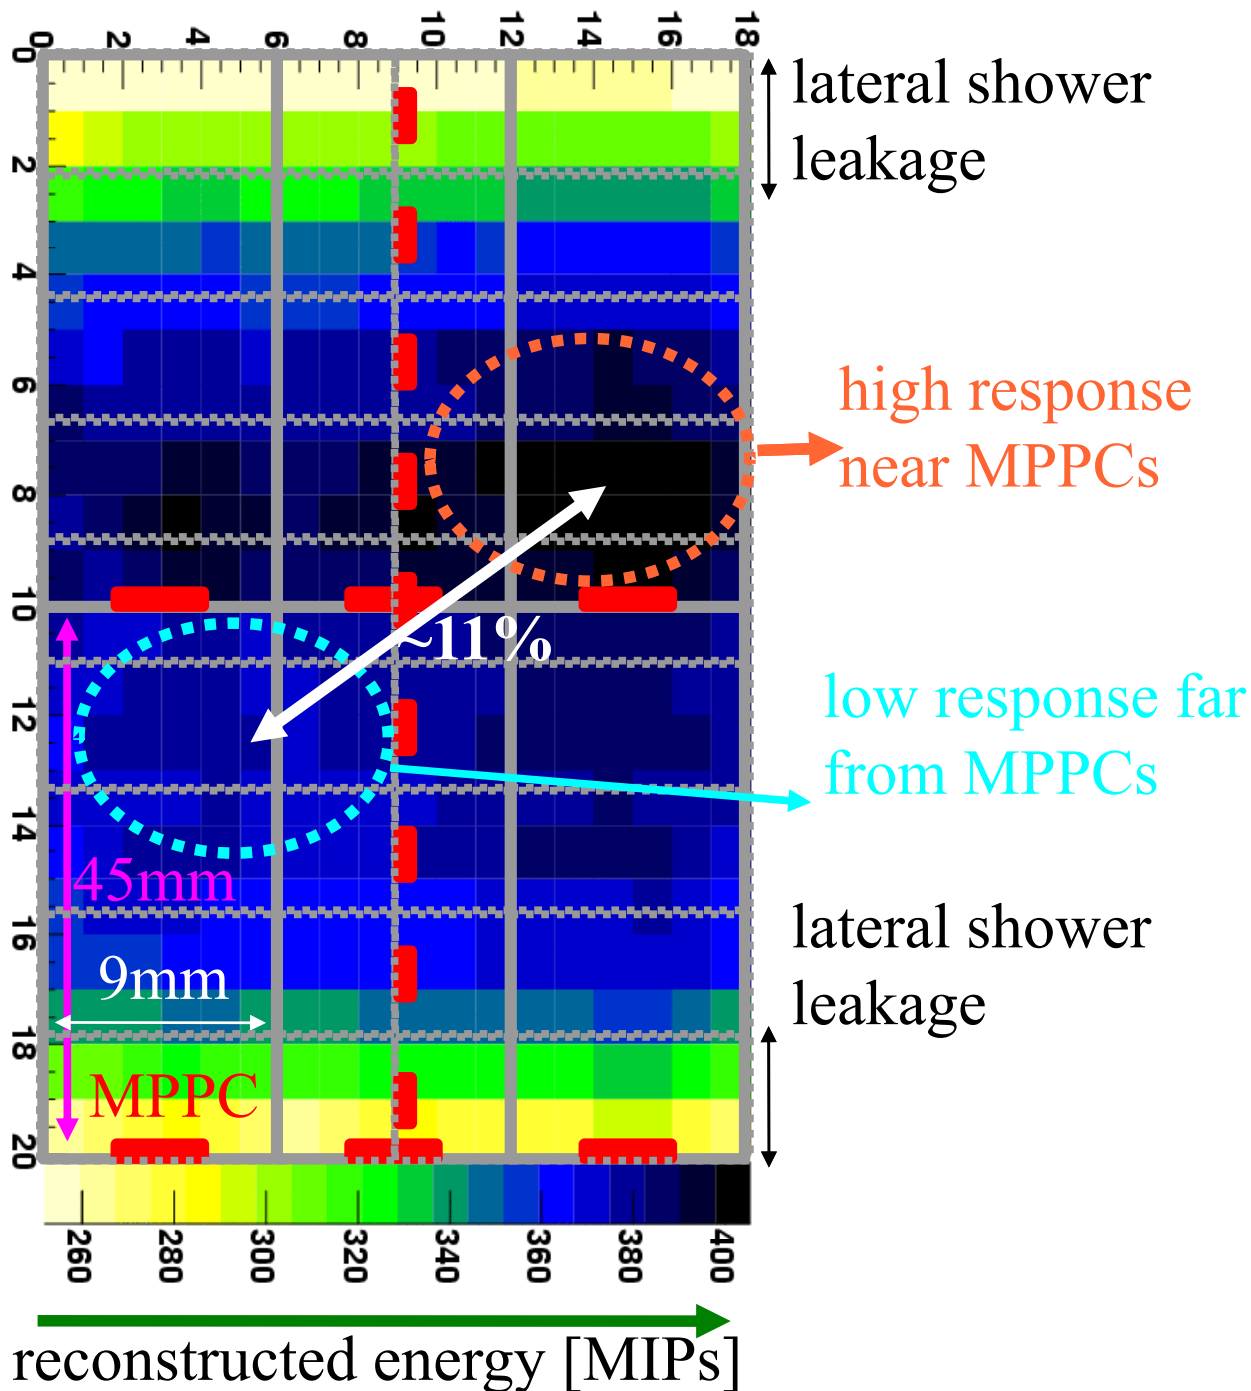 0 2 4 6 8 10 12 14 16 18
0
2
4
6
8
10
12
14
16
18
20
lateral shower
leakage
high response
near MPPCs
~11%
low response far
from MPPCs
45mm
9mm
lateral shower
leakage
MPPC
260 280 300 320 340 360 380 400
reconstructed energy [MIPs]